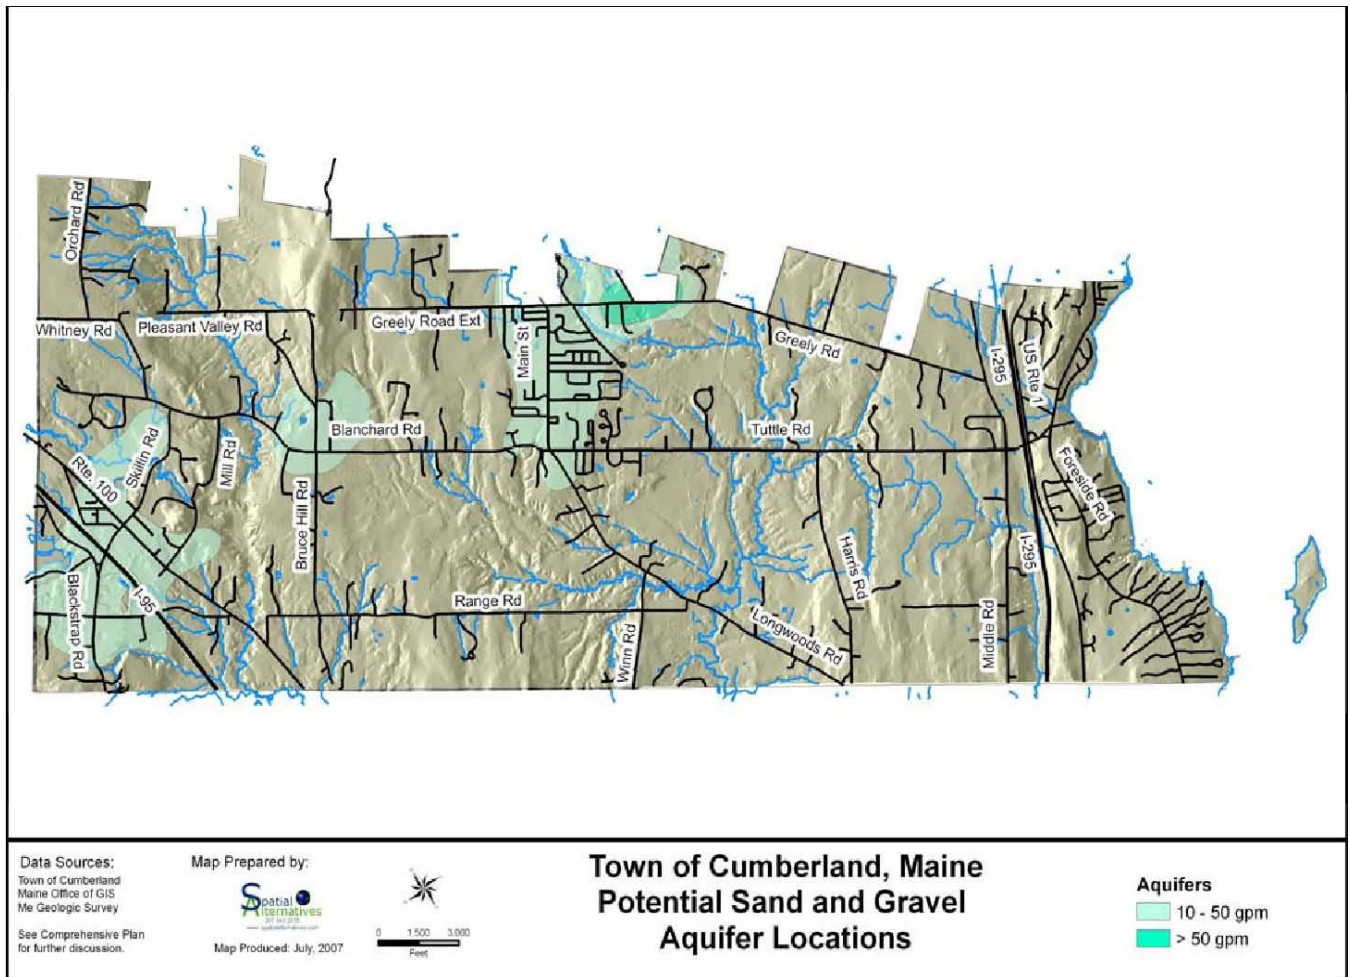 Orchard Rd
Whitney Rd
Pleasant Valley Rd
Greely Road Ext
Main St
Greely Rd
I-295
US Rte 1
Blanchard Rd
Tuttle Rd
Skillin Rd
Mill Rd
Rte. 100
Foreside Rd
Bruce Hill Rd
Harris Rd
I-295
Blackstrap Rd
I-95
Range Rd
Winn Rd
Longwoods Rd
Middle Rd
Data Sources:
Town of Cumberland
Maine Office of GIS
Me Geologic Survey
See Comprehensive Plan
for further discussion.
Map Prepared by:
Spatial
Alternatives
Map Produced: July, 2007
0 1,500 3,000
Feet
Town of Cumberland, Maine
Potential Sand and Gravel
Aquifer Locations
Aquifers
10 - 50 gpm
> 50 gpm